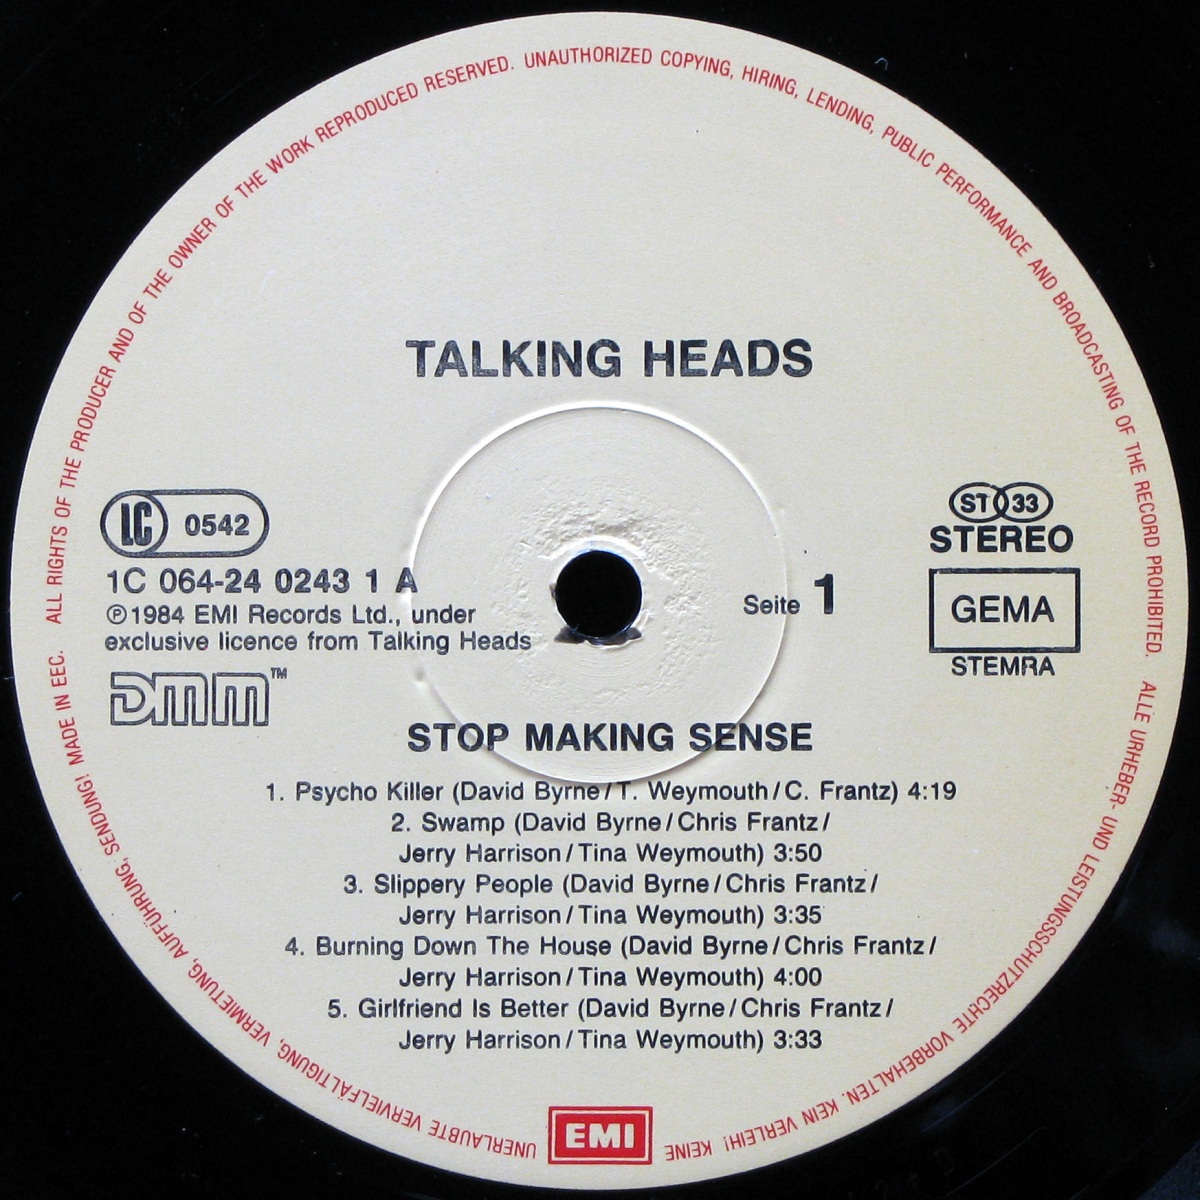 ALL RIGHTS OF THE PRODUCER AND OF THE OWNER OF THE WORK REPRODUCED RESERVED. UNAUTHORIZED COPYING, HIRING, LENDING, PUBLIC PERFORMANCE AND BROADCASTING OF THE RECORD PROHIBITED.
ALLE URHEBER- UND LEISTUNGSSCHUTZRECHTE VORBEHALTEN. KEIN VERLEIH! KEINE UNERLAUBTE VERVIELFÄLTIGUNG, VERMIETUNG, AUFFÜHRUNG, SENDUNG! MADE IN EEC.
TALKING HEADS
LC 0542
1C 064-24 0243 1 A
℗ 1984 EMI Records Ltd., under
exclusive licence from Talking Heads
DMM™
Seite 1
ST 33
STEREO
GEMA
STEMRA
STOP MAKING SENSE
1. Psycho Killer (David Byrne/T. Weymouth/C. Frantz) 4:19
2. Swamp (David Byrne/Chris Frantz/
Jerry Harrison/Tina Weymouth) 3:50
3. Slippery People (David Byrne/Chris Frantz/
Jerry Harrison/Tina Weymouth) 3:35
4. Burning Down The House (David Byrne/Chris Frantz/
Jerry Harrison/Tina Weymouth) 4:00
5. Girlfriend Is Better (David Byrne/Chris Frantz/
Jerry Harrison/Tina Weymouth) 3:33
EMI